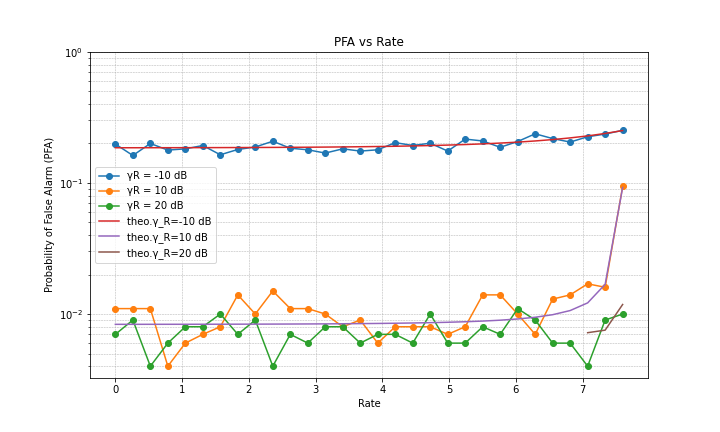 PFA vs Rate
Probability of False Alarm (PFA)
10⁰
10⁻¹
10⁻²
γR = -10 dB
γR = 10 dB
γR = 20 dB
theo.γ_R=-10 dB
theo.γ_R=10 dB
theo.γ_R=20 dB
0 1 2 3 4 5 6 7
Rate